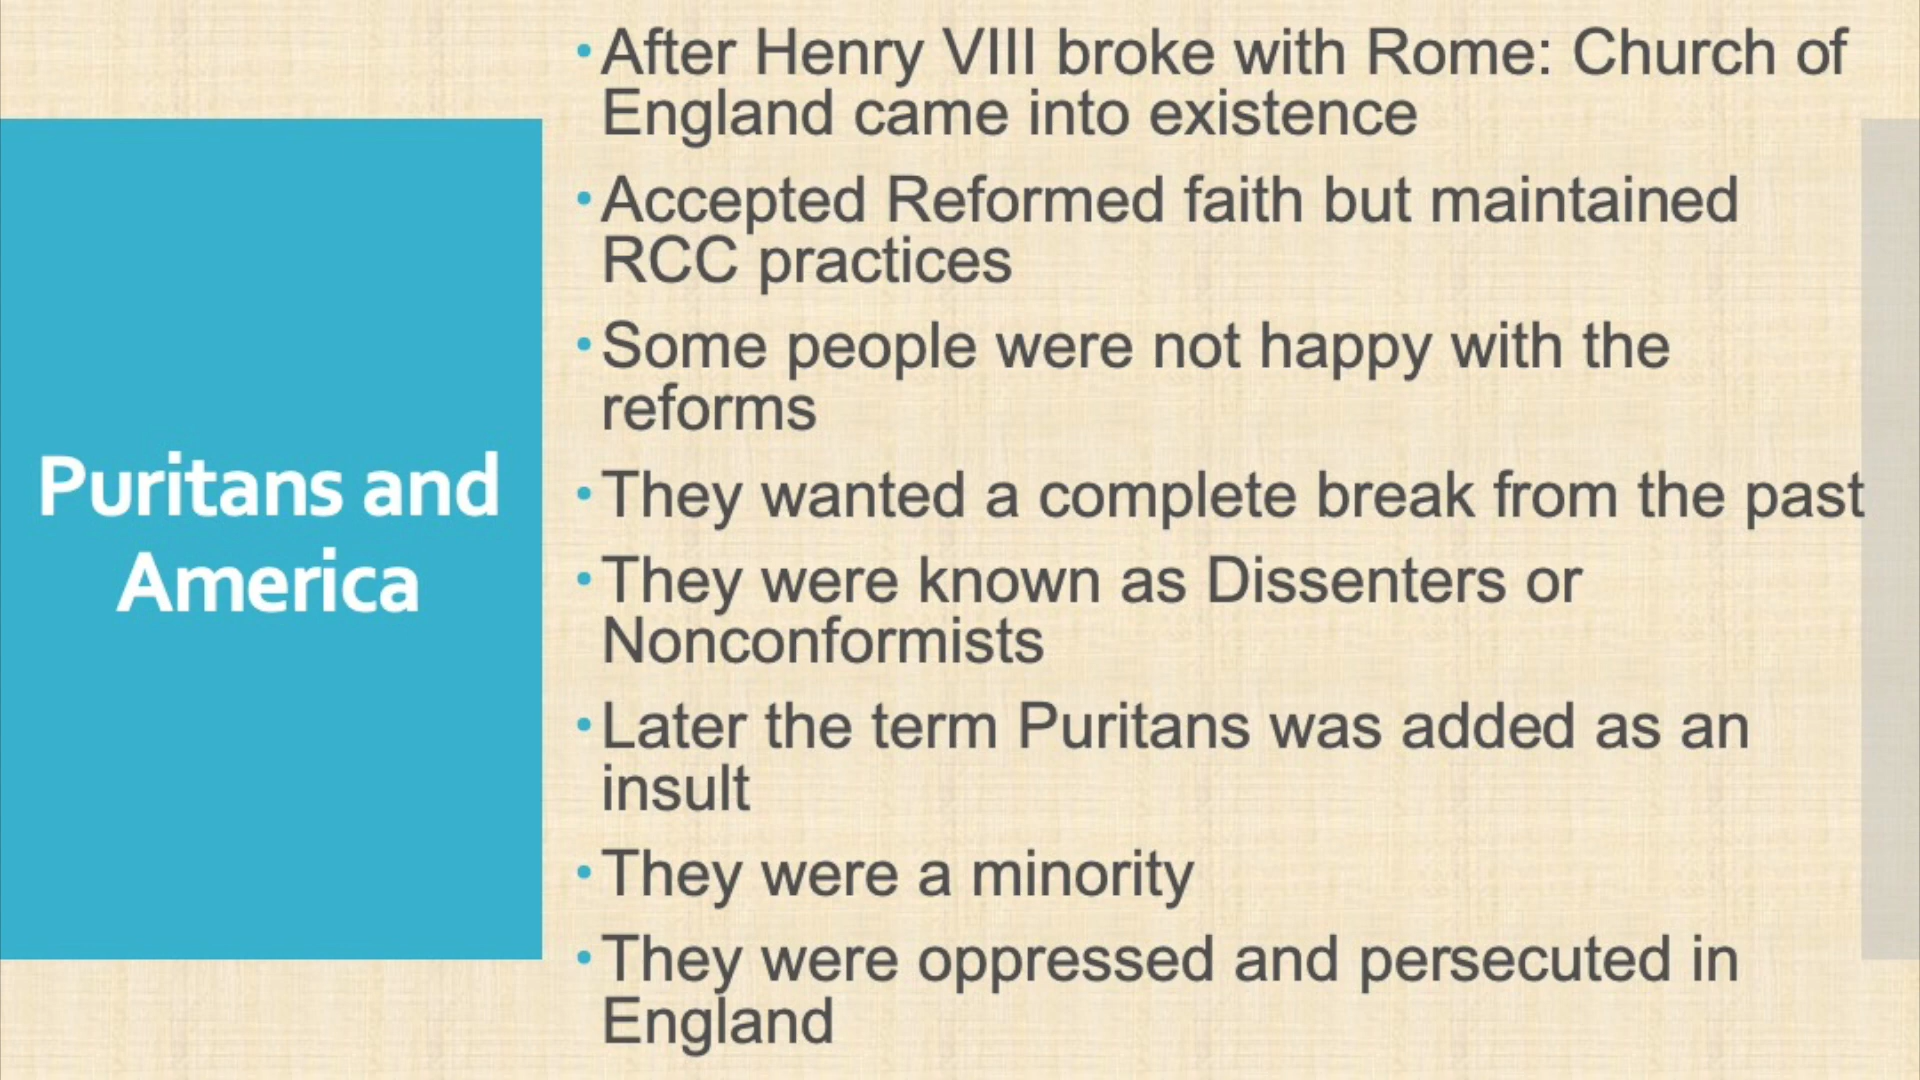 Puritans and
America
•After Henry VIII broke with Rome: Church of
England came into existence
•Accepted Reformed faith but maintained
RCC practices
•Some people were not happy with the
reforms
•They wanted a complete break from the past
•They were known as Dissenters or
Nonconformists
•Later the term Puritans was added as an
insult
•They were a minority
•They were oppressed and persecuted in
England